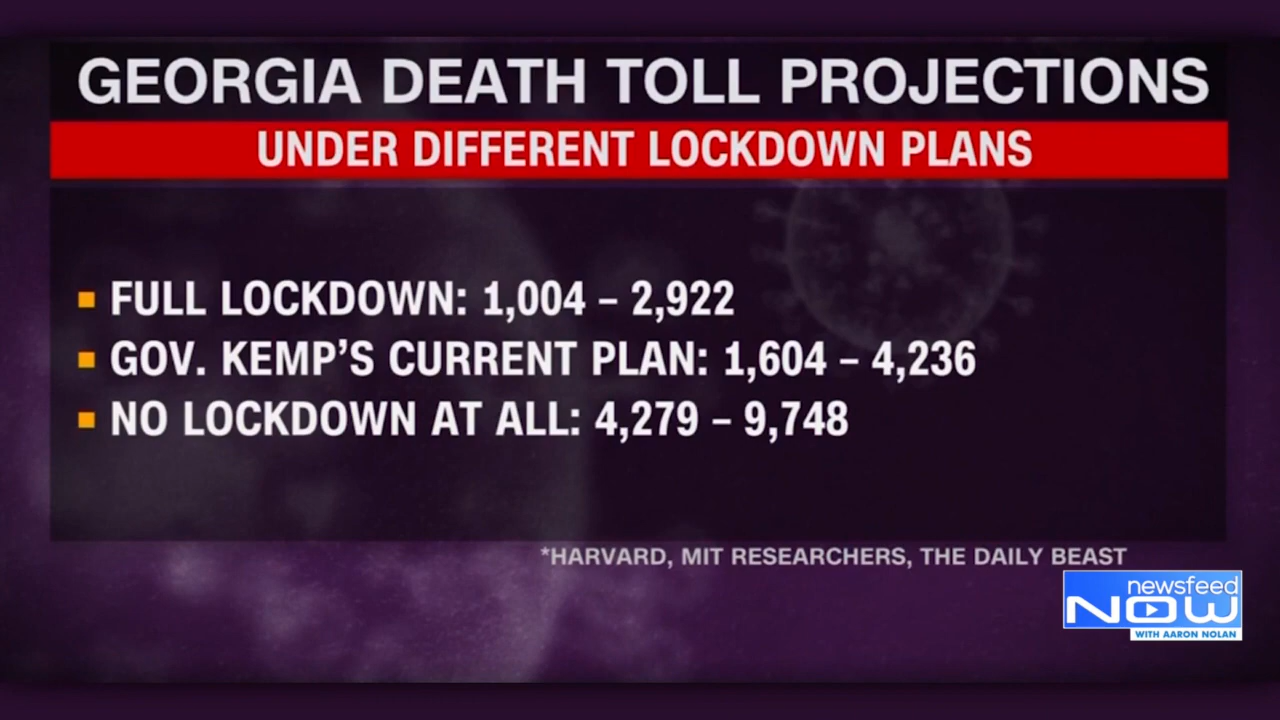 GEORGIA DEATH TOLL PROJECTIONS
UNDER DIFFERENT LOCKDOWN PLANS
FULL LOCKDOWN: 1,004 – 2,922
GOV. KEMP'S CURRENT PLAN: 1,604 – 4,236
NO LOCKDOWN AT ALL: 4,279 – 9,748
*HARVARD, MIT RESEARCHERS, THE DAILY BEAST
newsfeed
NOW
WITH AARON NOLAN